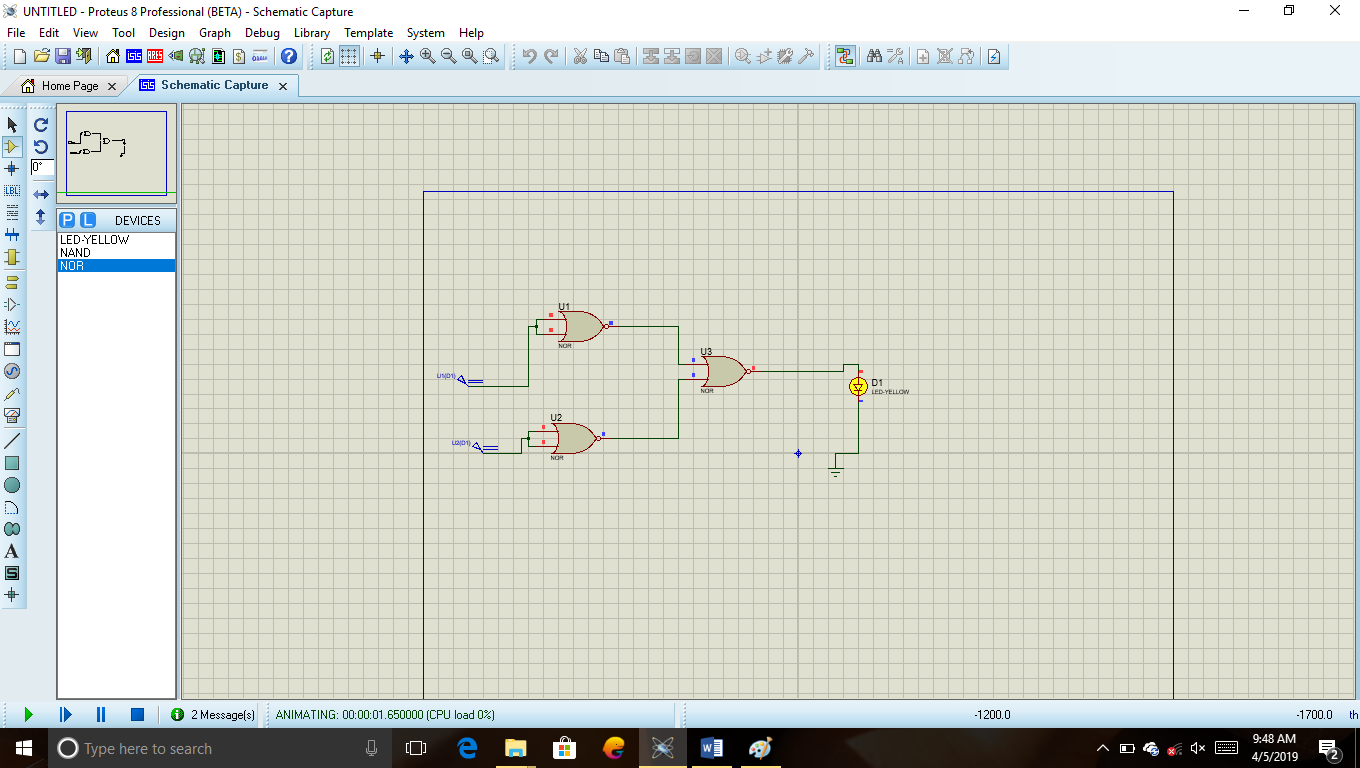 UNTITLED - Proteus 8 Professional (BETA) - Schematic Capture
File Edit View Tool Design Graph Debug Library Template System Help
Home Page Schematic Capture
0°
LBL
P L DEVICES
LED-YELLOW
NAND
NOR
U1
NOR
U1(D1)
U3
NOR
D1
LED-YELLOW
U2
NOR
U2(D1)
A
S
2 Message(s) ANIMATING: 00:00:01.650000 (CPU load 0%) -1200.0 -1700.0 th
Type here to search
9:48 AM
4/5/2019
2